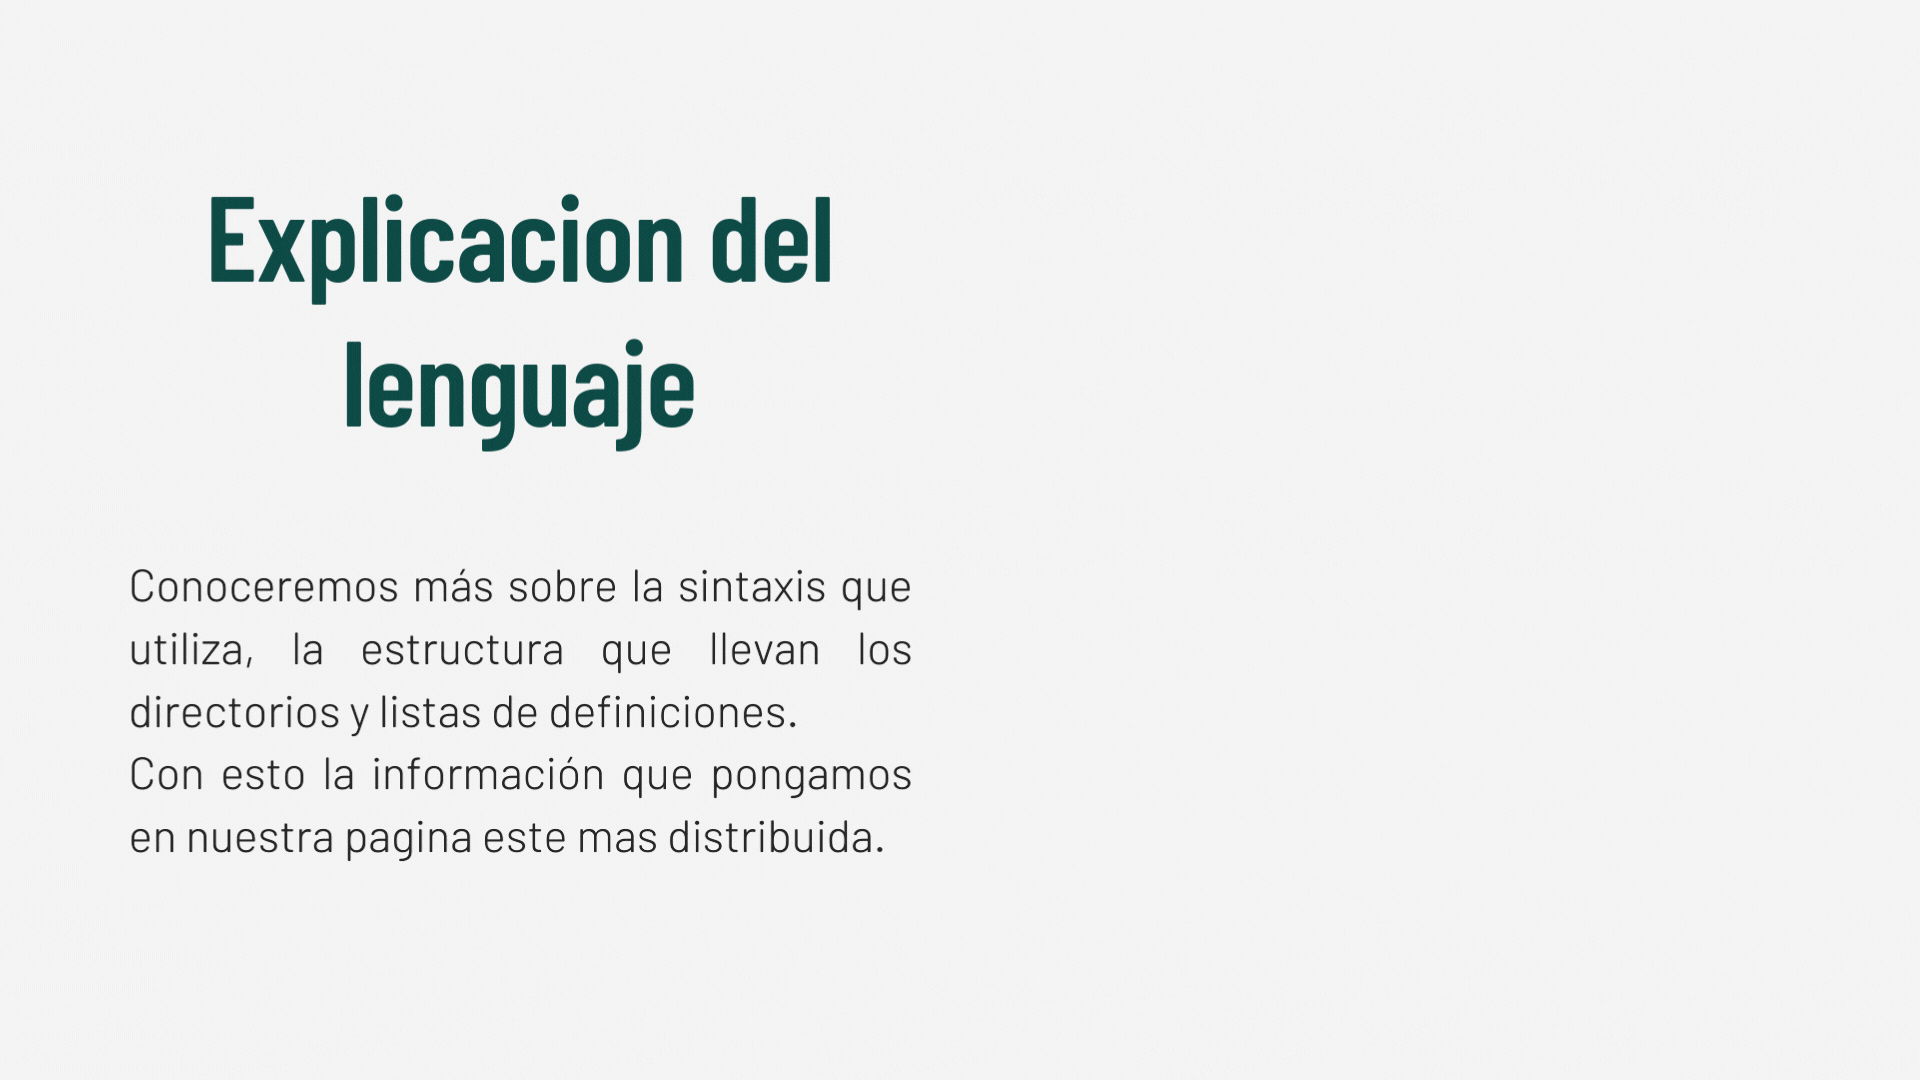 Explicacion del
lenguaje
Conoceremos más sobre la sintaxis que
utiliza, la estructura que llevan los
directorios y listas de definiciones.
Con esto la información que pongamos
en nuestra pagina este mas distribuida.